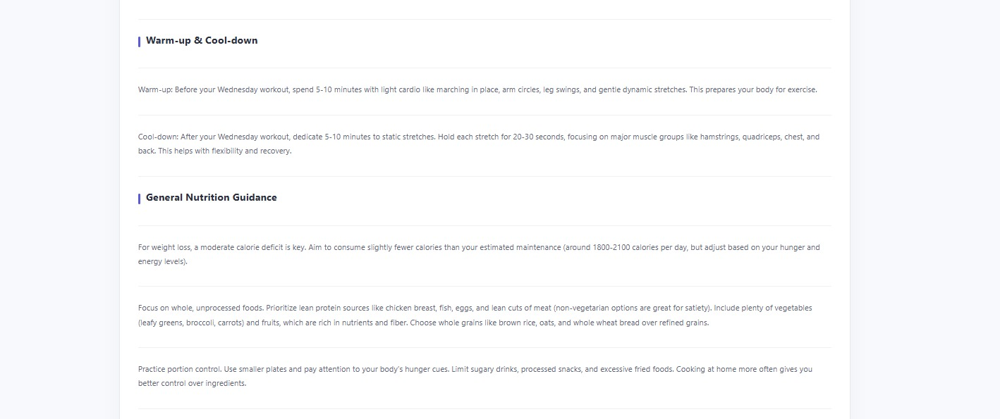 Warm-up & Cool-down
Warm-up: Before your Wednesday workout, spend 5-10 minutes with light cardio like marching in place, arm circles, leg swings, and gentle dynamic stretches. This prepares your body for exercise.
Cool-down: After your Wednesday workout, dedicate 5-10 minutes to static stretches. Hold each stretch for 20-30 seconds, focusing on major muscle groups like hamstrings, quadriceps, chest, and
back. This helps with flexibility and recovery.
General Nutrition Guidance
For weight loss, a moderate calorie deficit is key. Aim to consume slightly fewer calories than your estimated maintenance (around 1800-2100 calories per day, but adjust based on your hunger and
energy levels).
Focus on whole, unprocessed foods. Prioritize lean protein sources like chicken breast, fish, eggs, and lean cuts of meat (non-vegetarian options are great for satiety). Include plenty of vegetables
(leafy greens, broccoli, carrots) and fruits, which are rich in nutrients and fiber. Choose whole grains like brown rice, oats, and whole wheat bread over refined grains.
Practice portion control. Use smaller plates and pay attention to your body's hunger cues. Limit sugary drinks, processed snacks, and excessive fried foods. Cooking at home more often gives you
better control over ingredients.